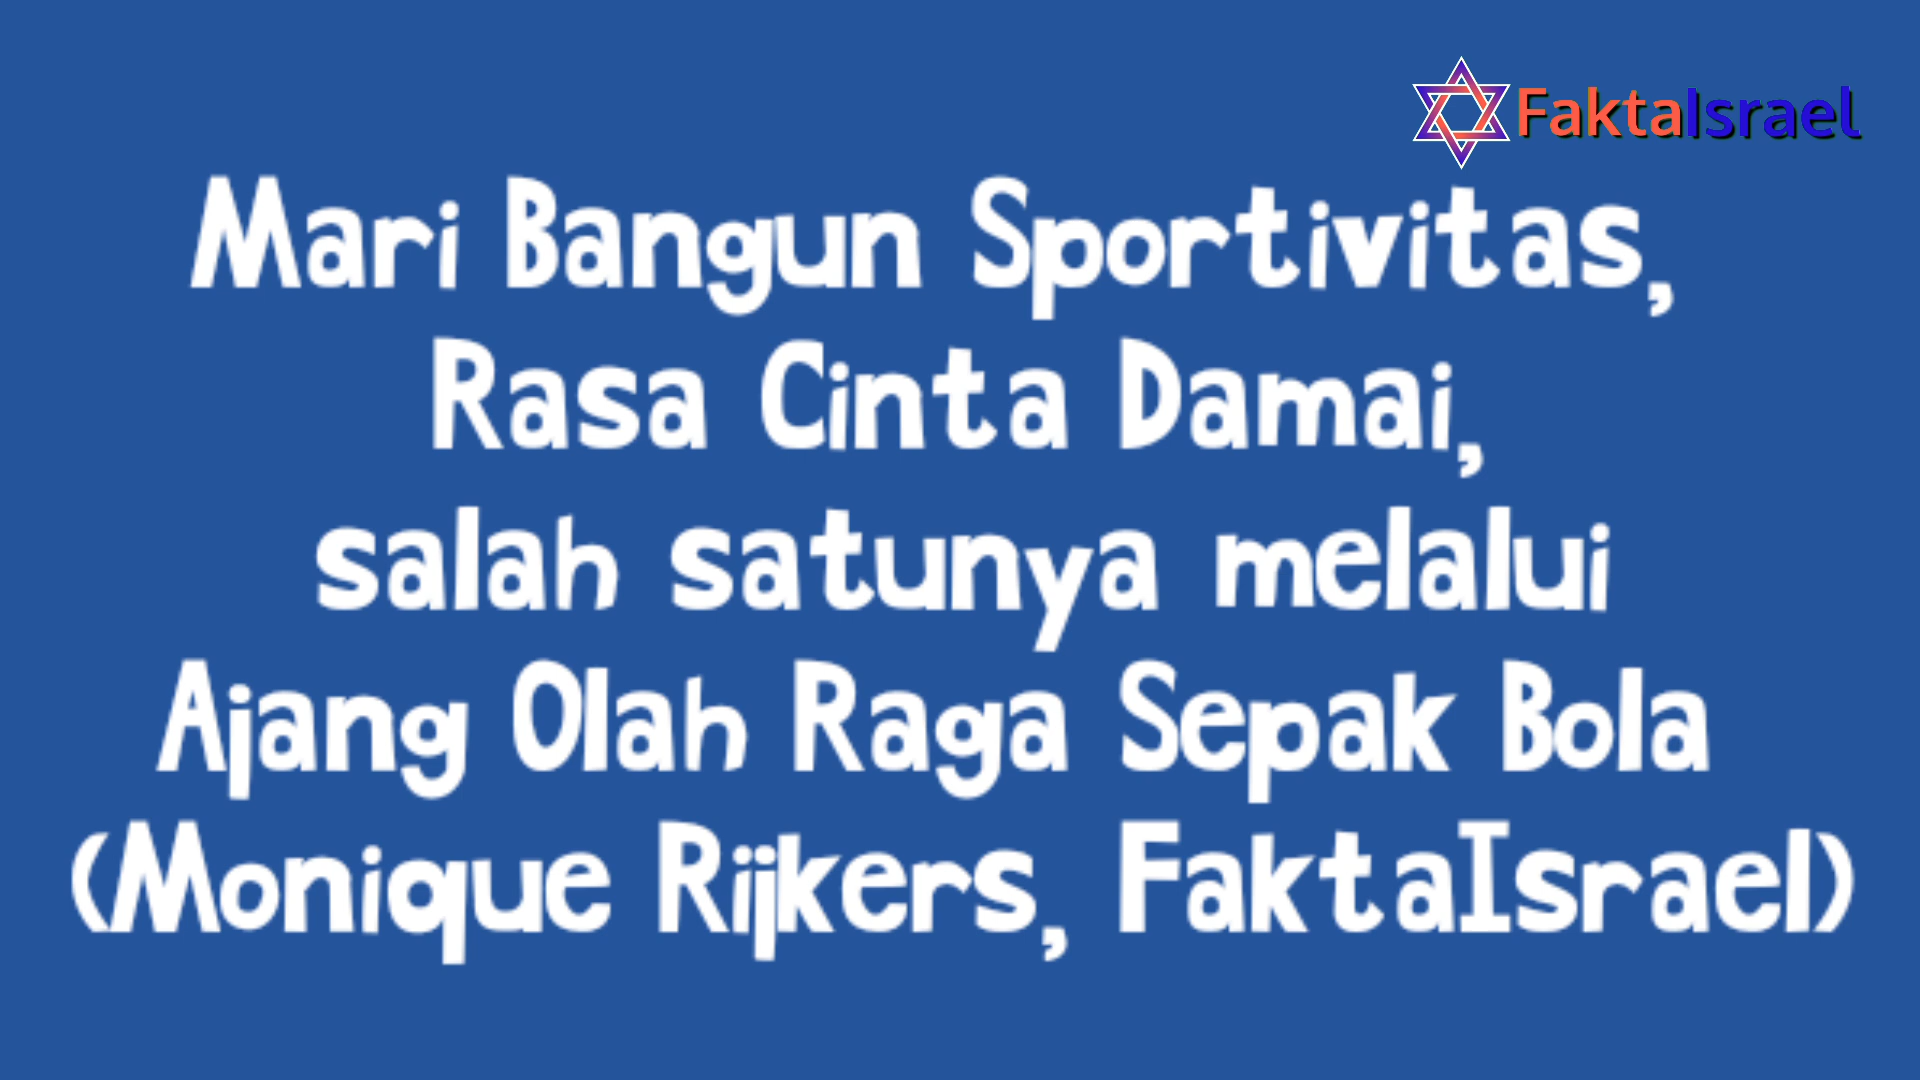 FaktaIsrael
Mari Bangun Sportivitas,
Rasa Cinta Damai,
salah satunya melalui
Ajang Olah Raga Sepak Bola
(Monique Rijkers, FaktaIsrael)